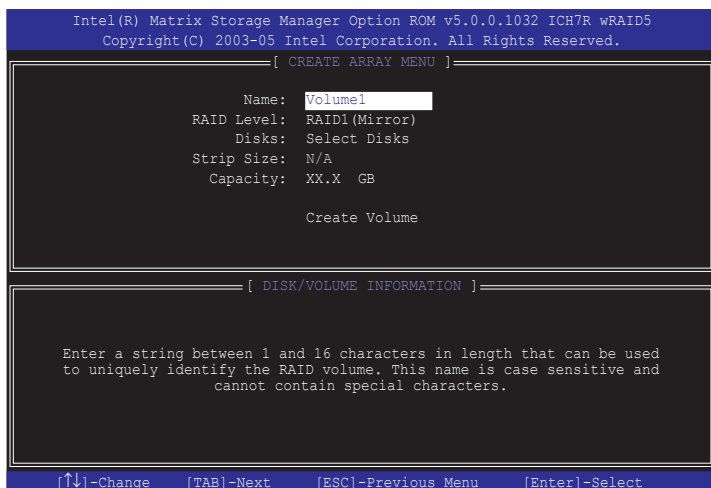 Intel(R) Matrix Storage Manager Option ROM v5.0.0.1032 ICH7R wRAID5
Copyright(C) 2003-05 Intel Corporation. All Rights Reserved.
[ CREATE ARRAY MENU ]
Name: Volume1
RAID Level: RAID1(Mirror)
Disks: Select Disks
Strip Size: N/A
Capacity: XX.X GB
Create Volume
[ DISK/VOLUME INFORMATION ]
Enter a string between 1 and 16 characters in length that can be used
to uniquely identify the RAID volume. This name is case sensitive and
cannot contain special characters.
[↑↓]-Change [TAB]-Next [ESC]-Previous Menu [Enter]-Select